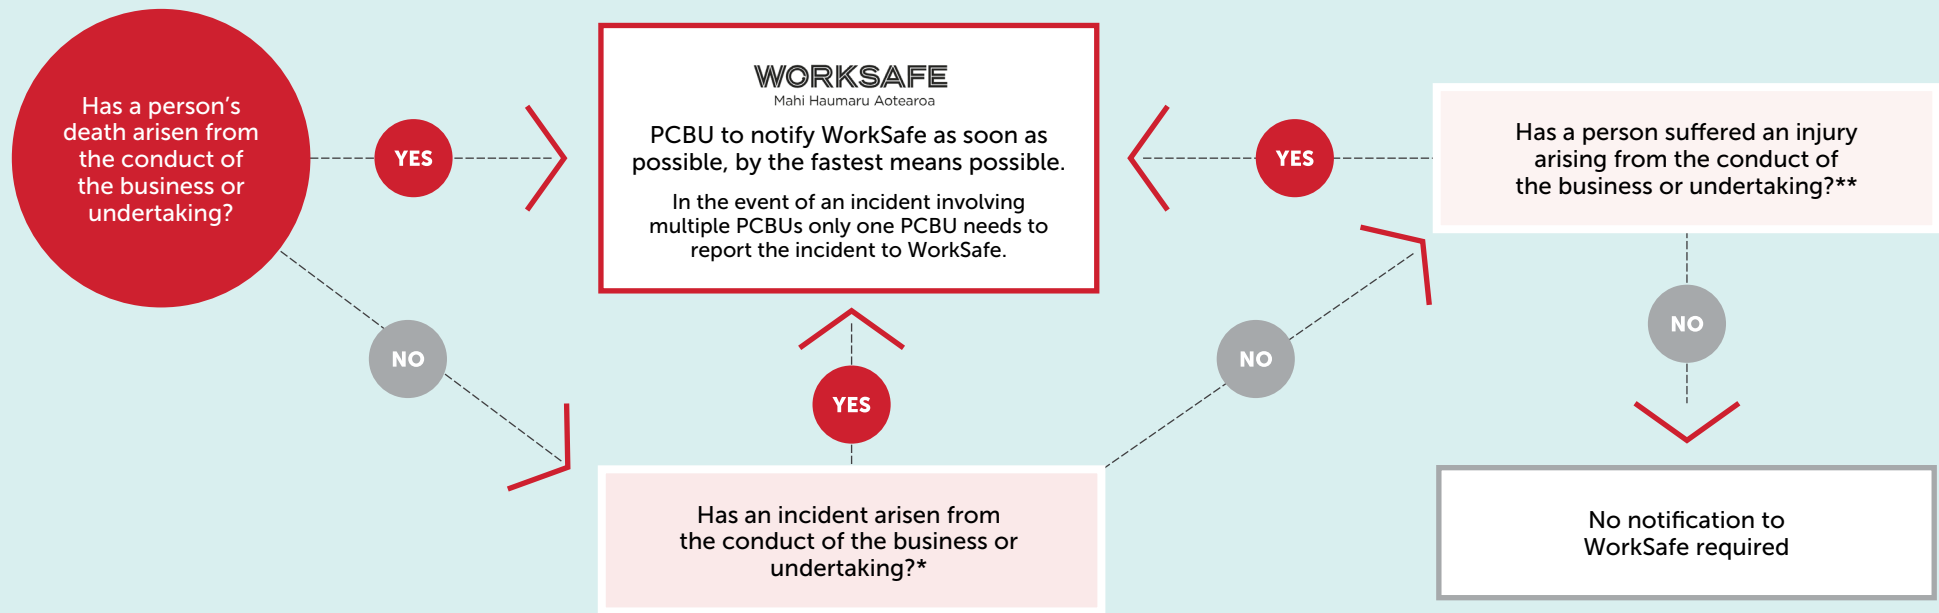 Has a person’s
death arisen from
the conduct of
the business or
undertaking?
YES
WORKSAFE
Mahi Haumaru Aotearoa
PCBU to notify WorkSafe as soon as
possible, by the fastest means possible.
In the event of an incident involving
multiple PCBUs only one PCBU needs to
report the incident to WorkSafe.
YES
Has a person suffered an injury
arising from the conduct of
the business or undertaking?**
NO
YES
NO
NO
Has an incident arisen from
the conduct of the business or
undertaking?*
No notification to
WorkSafe required